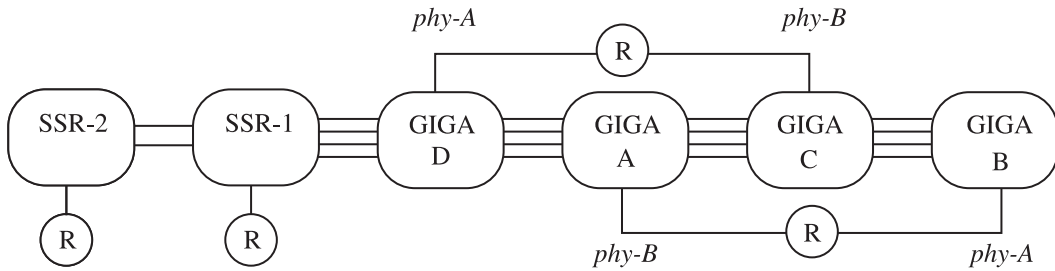 phy-A
phy-B
R
SSR-2
SSR-1
GIGA
D
GIGA
A
GIGA
C
GIGA
B
R
R
R
phy-B
phy-A